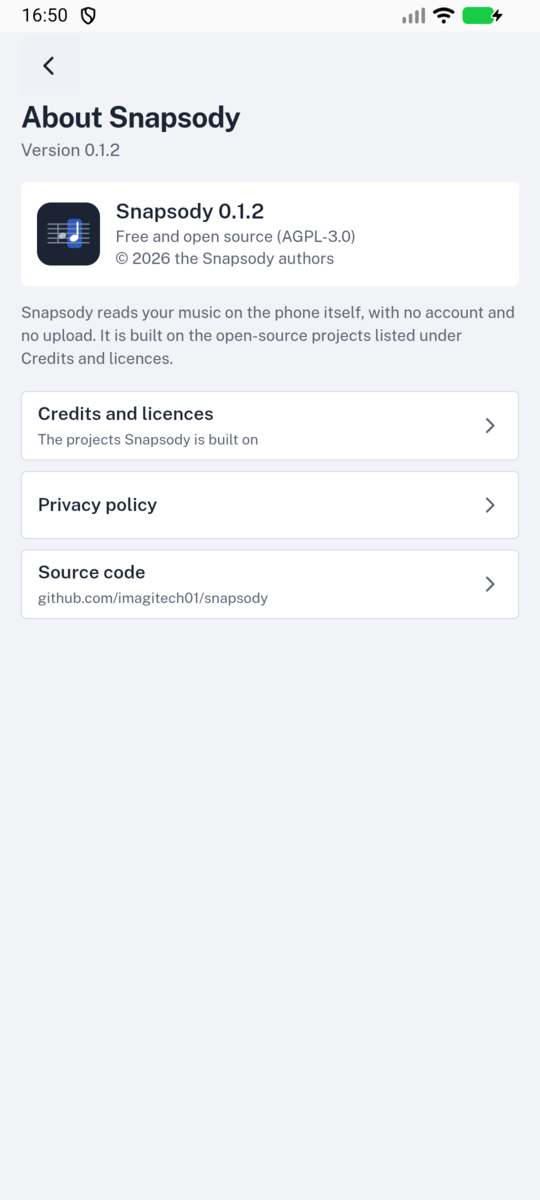 16:50
About Snapsody
Version 0.1.2
Snapsody 0.1.2
Free and open source (AGPL-3.0)
© 2026 the Snapsody authors
Snapsody reads your music on the phone itself, with no account and
no upload. It is built on the open-source projects listed under
Credits and licences.
Credits and licences
The projects Snapsody is built on
Privacy policy
Source code
github.com/imagitech01/snapsody